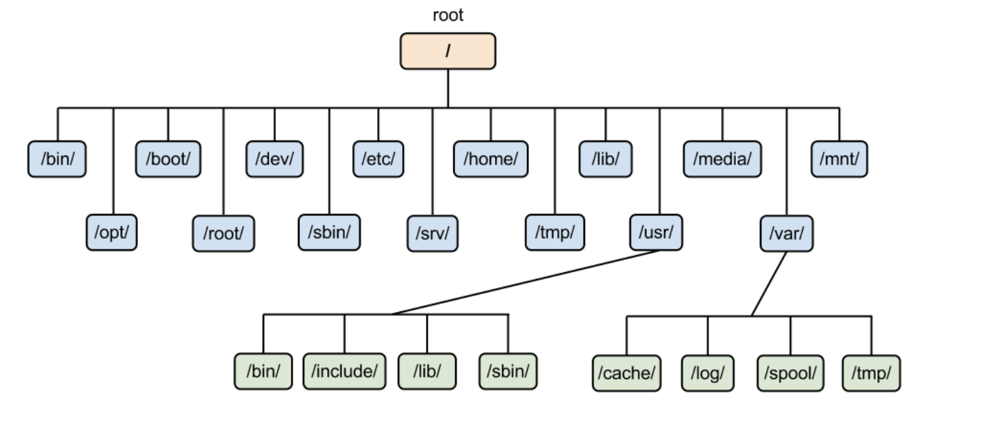 root
/
/bin/ /boot/ /dev/ /etc/ /home/ /lib/ /media/ /mnt/
/opt/ /root/ /sbin/ /srv/ /tmp/ /usr/ /var/
/bin/ /include/ /lib/ /sbin/ /cache/ /log/ /spool/ /tmp/